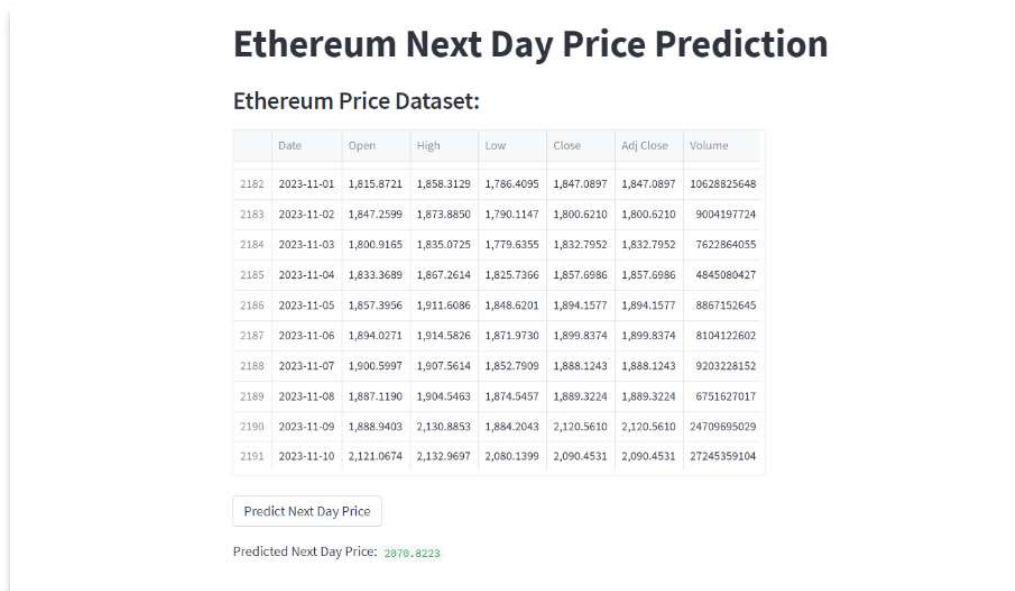 Ethereum Next Day Price Prediction
Ethereum Price Dataset:
Date Open High Low Close Adj Close Volume
2182 2023-11-01 1,815.8721 1,858.3129 1,786.4095 1,847.0897 1,847.0897 10628825648
2183 2023-11-02 1,847.2599 1,873.8850 1,790.1147 1,800.6210 1,800.6210 9004197724
2184 2023-11-03 1,800.9165 1,835.0725 1,779.6355 1,832.7952 1,832.7952 7622864055
2185 2023-11-04 1,833.3689 1,867.2614 1,825.7366 1,857.6986 1,857.6986 4845080427
2186 2023-11-05 1,857.3956 1,911.6086 1,848.6201 1,894.1577 1,894.1577 8867152645
2187 2023-11-06 1,894.0271 1,914.5826 1,871.9730 1,899.8374 1,899.8374 8104122602
2188 2023-11-07 1,900.5997 1,907.5614 1,852.7909 1,888.1243 1,888.1243 9203228152
2189 2023-11-08 1,887.1190 1,904.5463 1,874.5457 1,889.3224 1,889.3224 6751627017
2190 2023-11-09 1,888.9403 2,130.8853 1,884.2043 2,120.5610 2,120.5610 24709695029
2191 2023-11-10 2,121.0674 2,132.9697 2,080.1399 2,090.4531 2,090.4531 27245359104
Predict Next Day Price
Predicted Next Day Price: 2070.8223